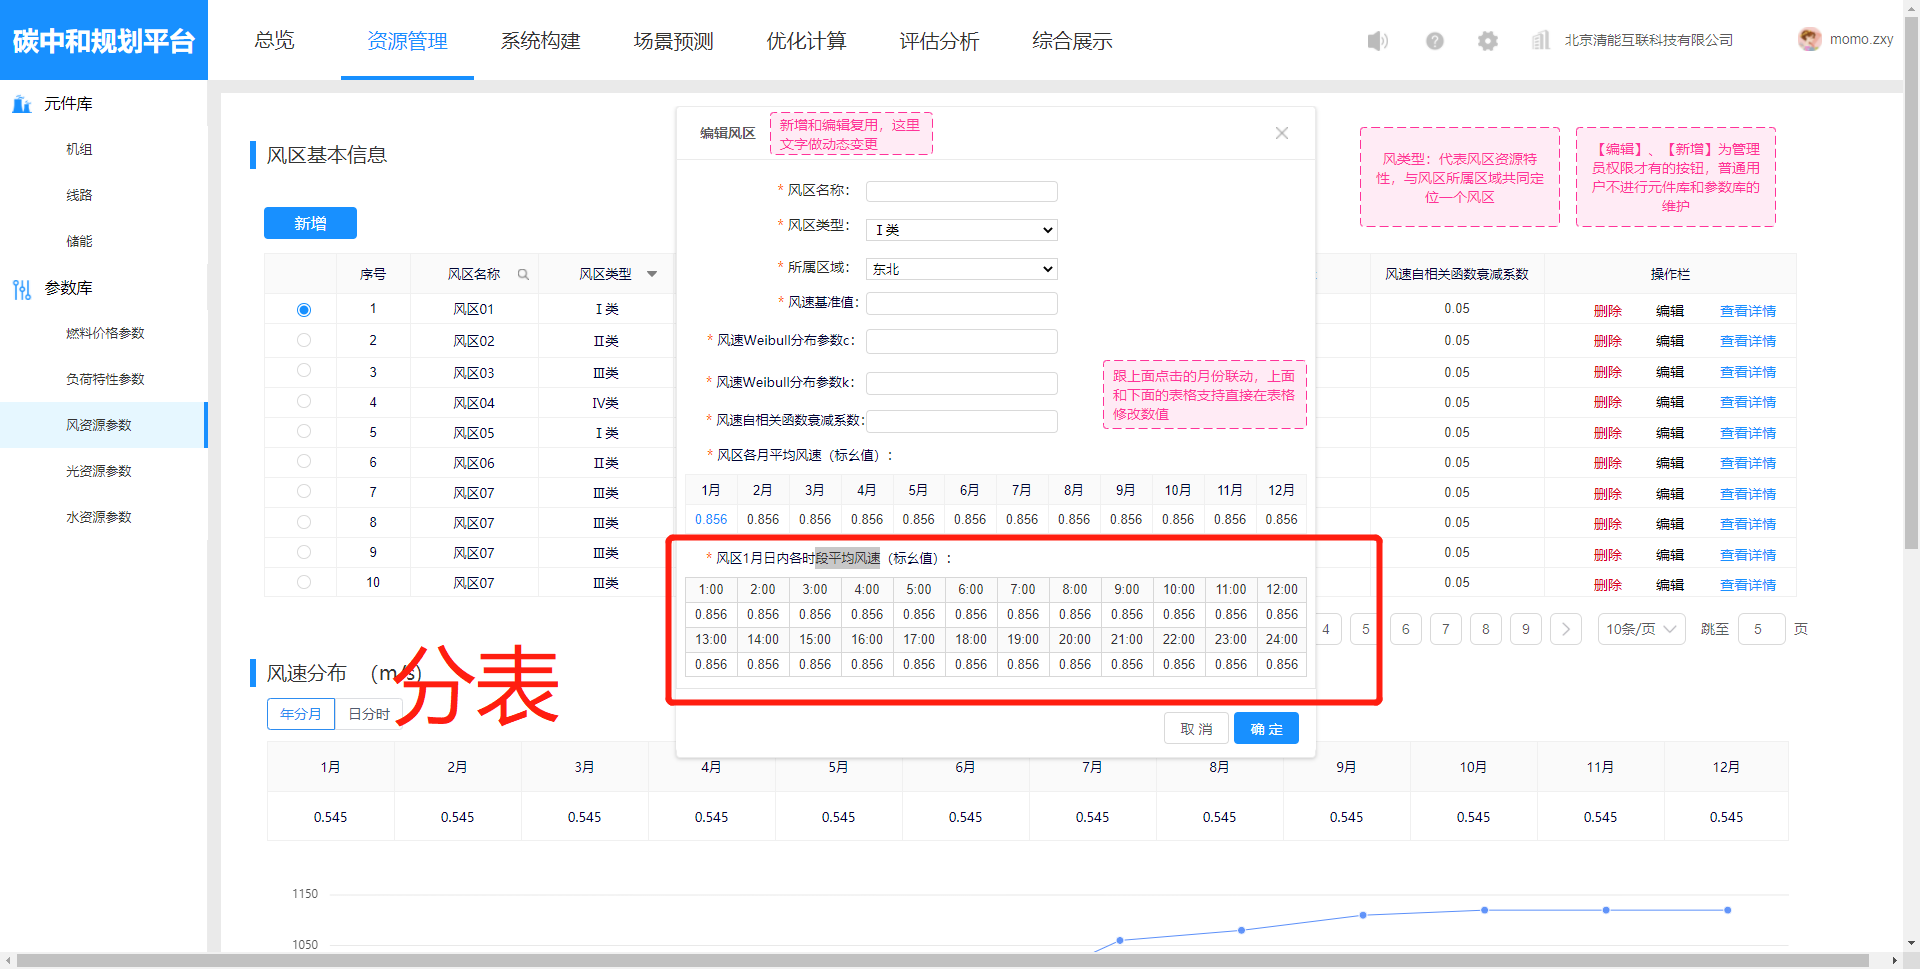 碳中和规划平台
总览 资源管理 系统构建 场景预测 优化计算 评估分析 综合展示
北京清能互联科技有限公司 momo.zxy
元件库
机组
线路
储能
参数库
燃料价格参数
负荷特性参数
风资源参数
光资源参数
水资源参数
风区基本信息
新增
序号 风区名称 风区类型
1 风区01 I 类
2 风区02 II类
3 风区03 III类
4 风区04 IV类
5 风区05 I 类
6 风区06 II类
7 风区07 III类
8 风区07 III类
9 风区07 III类
10 风区07 III类
编辑风区
新增和编辑复用，这里
文字做动态变更
* 风区名称：
* 风区类型： I 类
* 所属区域： 东北
* 风速基准值：
* 风速Weibull分布参数c：
* 风速Weibull分布参数k：
* 风速自相关函数衰减系数：
跟上面点击的月份联动，上面
和下面的表格支持直接在表格
修改数值
* 风区各月平均风速（标幺值）：
1月 2月 3月 4月 5月 6月 7月 8月 9月 10月 11月 12月
0.856 0.856 0.856 0.856 0.856 0.856 0.856 0.856 0.856 0.856 0.856 0.856
* 风区1月日内各时段平均风速（标幺值）：
1:00 2:00 3:00 4:00 5:00 6:00 7:00 8:00 9:00 10:00 11:00 12:00
0.856 0.856 0.856 0.856 0.856 0.856 0.856 0.856 0.856 0.856 0.856 0.856
13:00 14:00 15:00 16:00 17:00 18:00 19:00 20:00 21:00 22:00 23:00 24:00
0.856 0.856 0.856 0.856 0.856 0.856 0.856 0.856 0.856 0.856 0.856 0.856
取 消 确 定
风类型：代表风区资源特
性，与风区所属区域共同定
位一个风区
【编辑】、【新增】为管理
员权限才有的按钮，普通用
户不进行元件库和参数库的
维护
风速自相关函数衰减系数 操作栏
0.05 删除 编辑 查看详情
0.05 删除 编辑 查看详情
0.05 删除 编辑 查看详情
0.05 删除 编辑 查看详情
0.05 删除 编辑 查看详情
0.05 删除 编辑 查看详情
0.05 删除 编辑 查看详情
0.05 删除 编辑 查看详情
0.05 删除 编辑 查看详情
0.05 删除 编辑 查看详情
4 5 6 7 8 9 10条/页 跳至 5 页
风速分布 （m/s)
分表
年分月 日分时
1月 2月 3月 4月 5月 6月 7月 8月 9月 10月 11月 12月
0.545 0.545 0.545 0.545 0.545 0.545 0.545 0.545 0.545 0.545 0.545 0.545
1150
1050